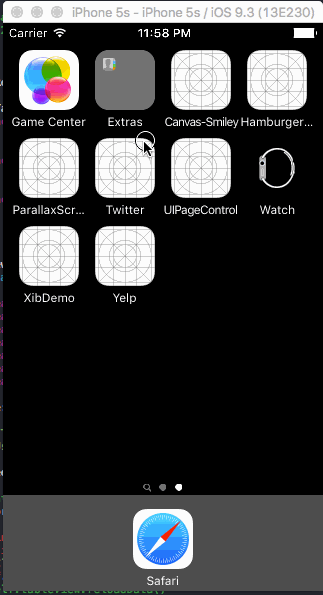 iPhone 5s - iPhone 5s / iOS 9.3 (13E230)
Carrier 11:58 PM
Game Center Extras Canvas-Smiley Hamburger...
ParallaxScr... Twitter UIPageControl Watch
XibDemo Yelp
Safari